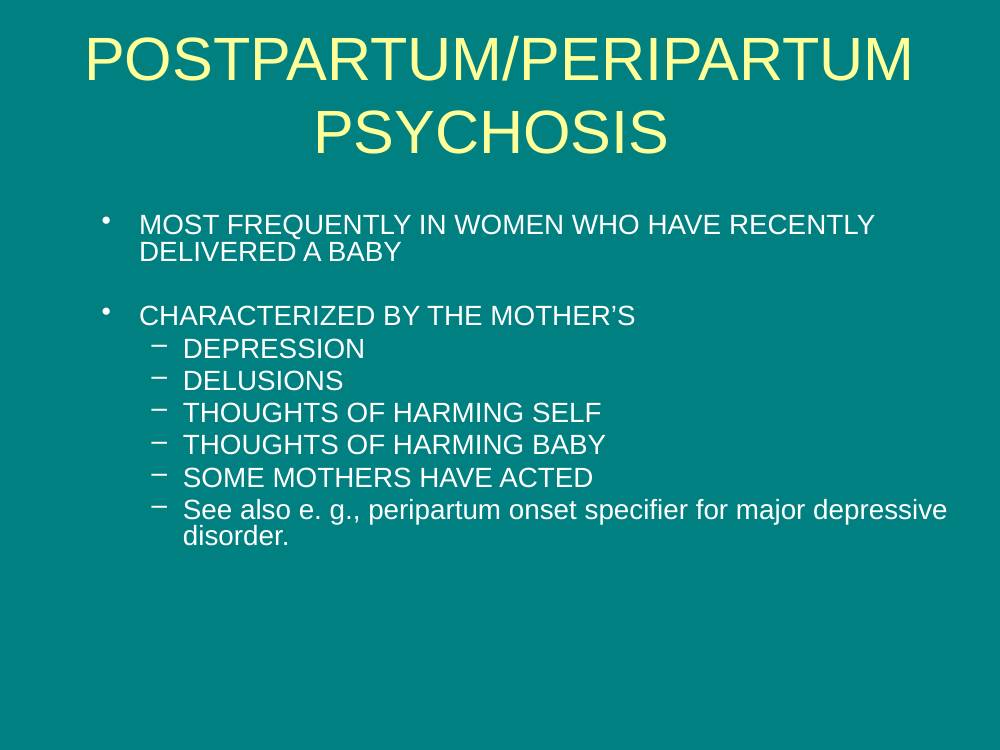 POSTPARTUM/PERIPARTUM
PSYCHOSIS
• MOST FREQUENTLY IN WOMEN WHO HAVE RECENTLY
DELIVERED A BABY
• CHARACTERIZED BY THE MOTHER’S
– DEPRESSION
– DELUSIONS
– THOUGHTS OF HARMING SELF
– THOUGHTS OF HARMING BABY
– SOME MOTHERS HAVE ACTED
– See also e. g., peripartum onset specifier for major depressive
disorder.